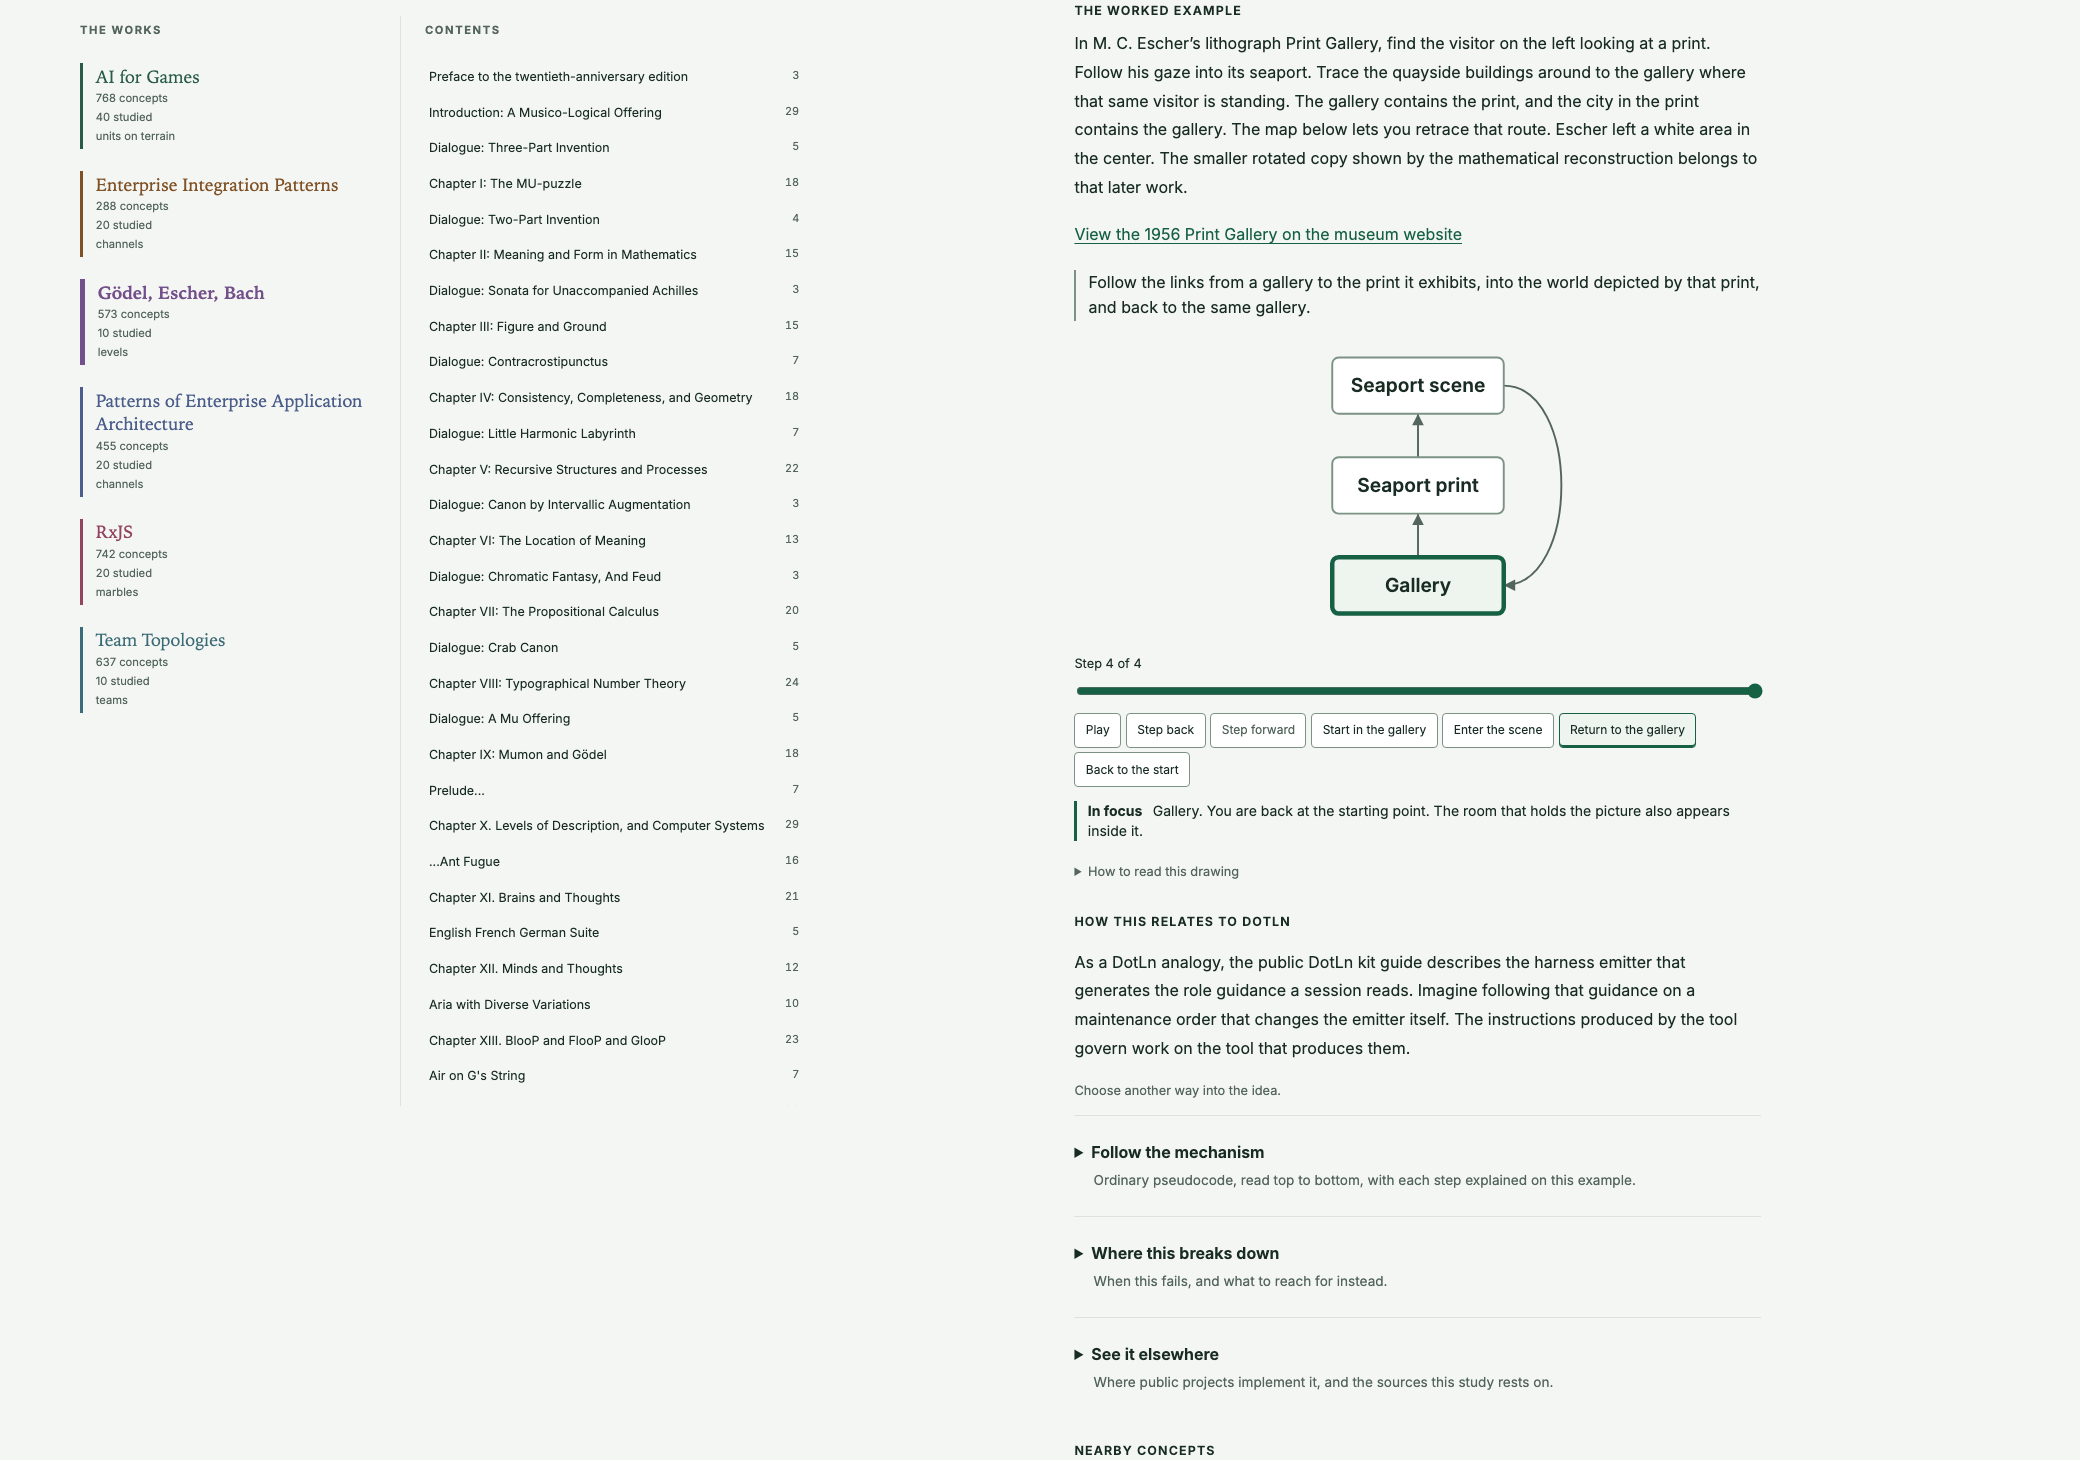 THE WORKS
AI for Games
768 concepts
40 studied
units on terrain
Enterprise Integration Patterns
288 concepts
20 studied
channels
Gödel, Escher, Bach
573 concepts
10 studied
levels
Patterns of Enterprise Application
Architecture
455 concepts
20 studied
channels
RxJS
742 concepts
20 studied
marbles
Team Topologies
637 concepts
10 studied
teams
CONTENTS
Preface to the twentieth-anniversary edition 3
Introduction: A Musico-Logical Offering 29
Dialogue: Three-Part Invention 5
Chapter I: The MU-puzzle 18
Dialogue: Two-Part Invention 4
Chapter II: Meaning and Form in Mathematics 15
Dialogue: Sonata for Unaccompanied Achilles 3
Chapter III: Figure and Ground 15
Dialogue: Contracrostipunctus 7
Chapter IV: Consistency, Completeness, and Geometry 18
Dialogue: Little Harmonic Labyrinth 7
Chapter V: Recursive Structures and Processes 22
Dialogue: Canon by Intervallic Augmentation 3
Chapter VI: The Location of Meaning 13
Dialogue: Chromatic Fantasy, And Feud 3
Chapter VII: The Propositional Calculus 20
Dialogue: Crab Canon 5
Chapter VIII: Typographical Number Theory 24
Dialogue: A Mu Offering 5
Chapter IX: Mumon and Gödel 18
Prelude... 7
Chapter X. Levels of Description, and Computer Systems 29
...Ant Fugue 16
Chapter XI. Brains and Thoughts 21
English French German Suite 5
Chapter XII. Minds and Thoughts 12
Aria with Diverse Variations 10
Chapter XIII. BlooP and FlooP and GlooP 23
Air on G's String 7
THE WORKED EXAMPLE
In M. C. Escher’s lithograph Print Gallery, find the visitor on the left looking at a print.
Follow his gaze into its seaport. Trace the quayside buildings around to the gallery where
that same visitor is standing. The gallery contains the print, and the city in the print
contains the gallery. The map below lets you retrace that route. Escher left a white area in
the center. The smaller rotated copy shown by the mathematical reconstruction belongs to
that later work.
View the 1956 Print Gallery on the museum website
Follow the links from a gallery to the print it exhibits, into the world depicted by that print,
and back to the same gallery.
Seaport scene
Seaport print
Gallery
Step 4 of 4
Play Step back Step forward Start in the gallery Enter the scene Return to the gallery
Back to the start
In focus Gallery. You are back at the starting point. The room that holds the picture also appears
inside it.
How to read this drawing
HOW THIS RELATES TO DOTLN
As a DotLn analogy, the public DotLn kit guide describes the harness emitter that
generates the role guidance a session reads. Imagine following that guidance on a
maintenance order that changes the emitter itself. The instructions produced by the tool
govern work on the tool that produces them.
Choose another way into the idea.
Follow the mechanism
Ordinary pseudocode, read top to bottom, with each step explained on this example.
Where this breaks down
When this fails, and what to reach for instead.
See it elsewhere
Where public projects implement it, and the sources this study rests on.
NEARBY CONCEPTS